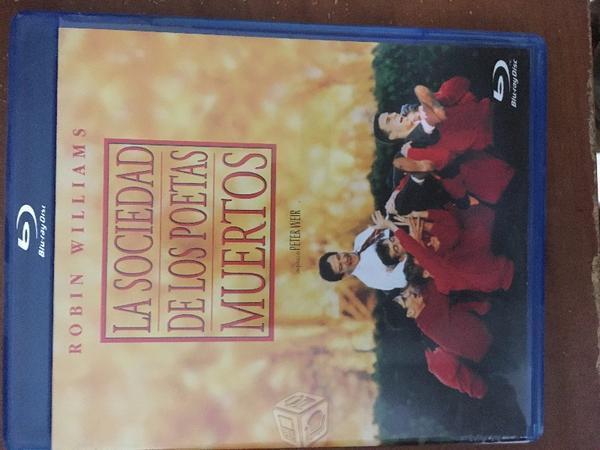 Blu-ray Disc
ROBIN WILLIAMS
LA SOCIEDAD
DE LOS POETAS
MUERTOS
PETER WEIR
Blu-ray Disc